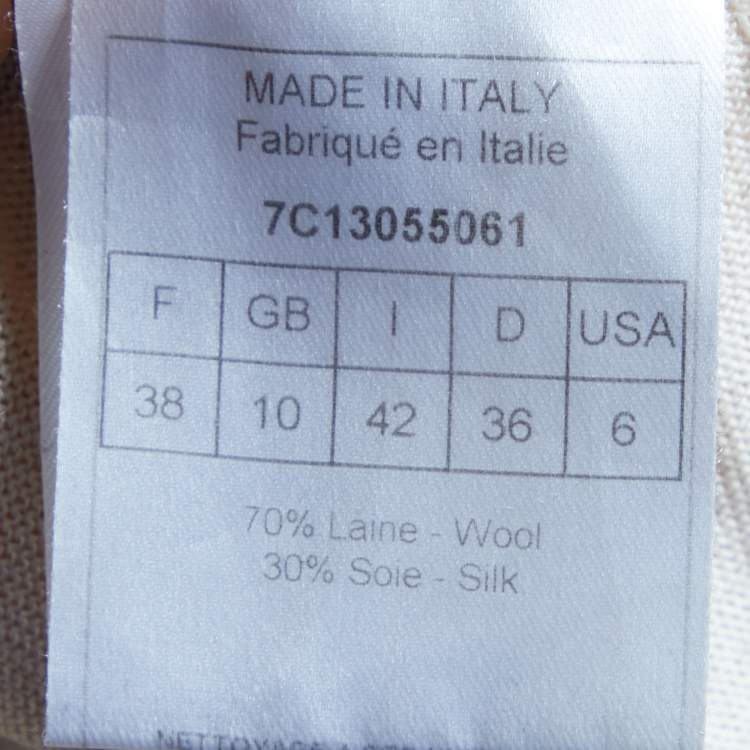 MADE IN ITALY
Fabriqué en Italie
7C13055061
F GB I D USA
38 10 42 36 6
70% Laine - Wool
30% Soie - Silk
NETTOYAGE